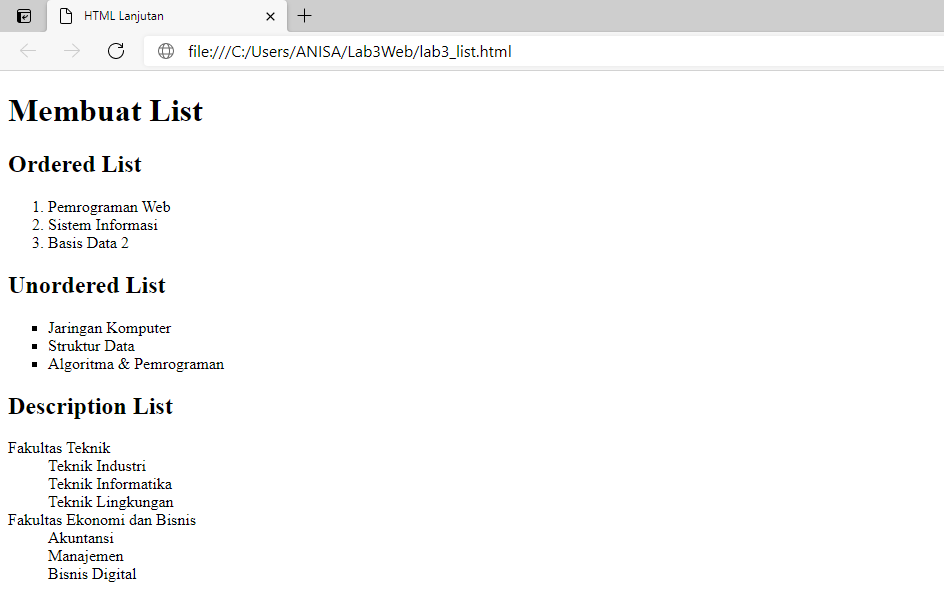 HTML Lanjutan
file:///C:/Users/ANISA/Lab3Web/lab3_list.html
Membuat List
Ordered List
1. Pemrograman Web
2. Sistem Informasi
3. Basis Data 2
Unordered List
▪ Jaringan Komputer
▪ Struktur Data
▪ Algoritma & Pemrograman
Description List
Fakultas Teknik
Teknik Industri
Teknik Informatika
Teknik Lingkungan
Fakultas Ekonomi dan Bisnis
Akuntansi
Manajemen
Bisnis Digital